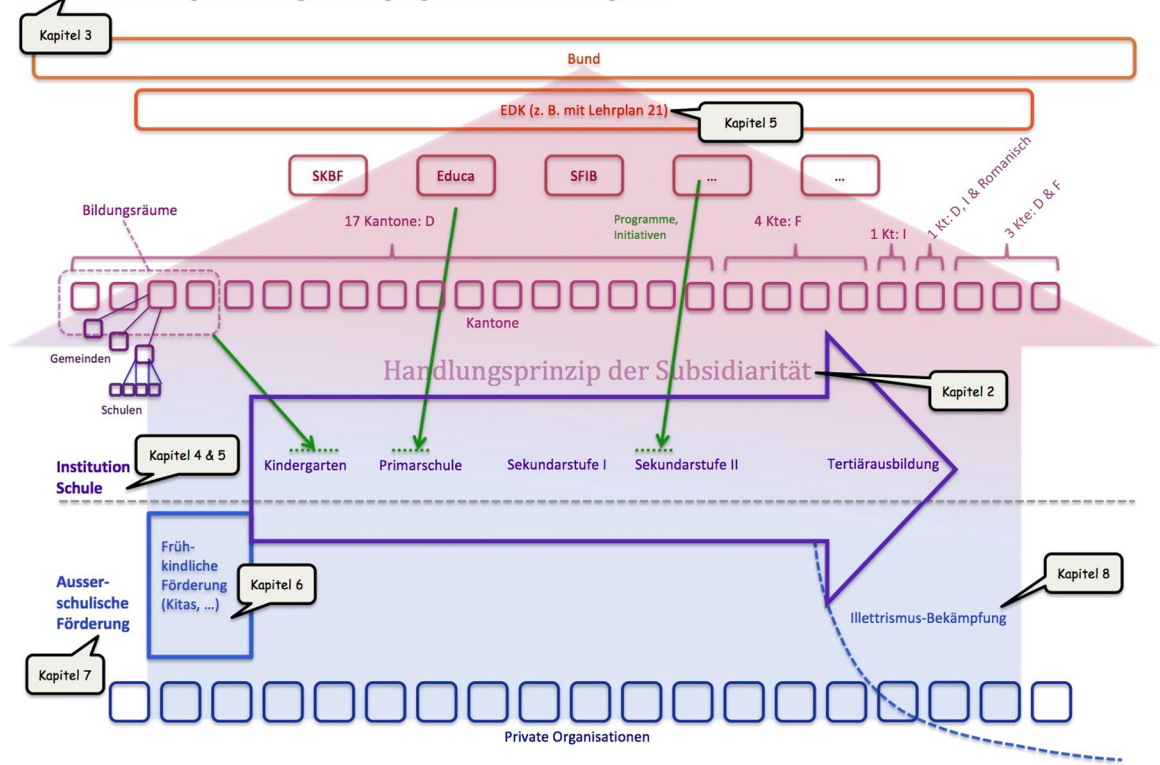 Kapitel 3
Bund
EDK (z. B. mit Lehrplan 21)
Kapitel 5
SKBF
Educa
SFIB
...
...
Bildungsräume
17 Kantone: D
Programme,
Initiativen
4 Kte: F
1 Kt: I
1 Kt: D, I & Romanisch
3 Kte: D & F
Kantone
Gemeinden
Schulen
Handlungsprinzip der Subsidiarität
Kapitel 2
Kapitel 4 & 5
Institution
Schule
Kindergarten
Primarschule
Sekundarstufe I
Sekundarstufe II
Tertiärausbildung
Früh-
kindliche
Förderung
(Kitas, ...)
Kapitel 6
Ausser-
schulische
Förderung
Kapitel 8
Illettrismus-Bekämpfung
Kapitel 7
Private Organisationen